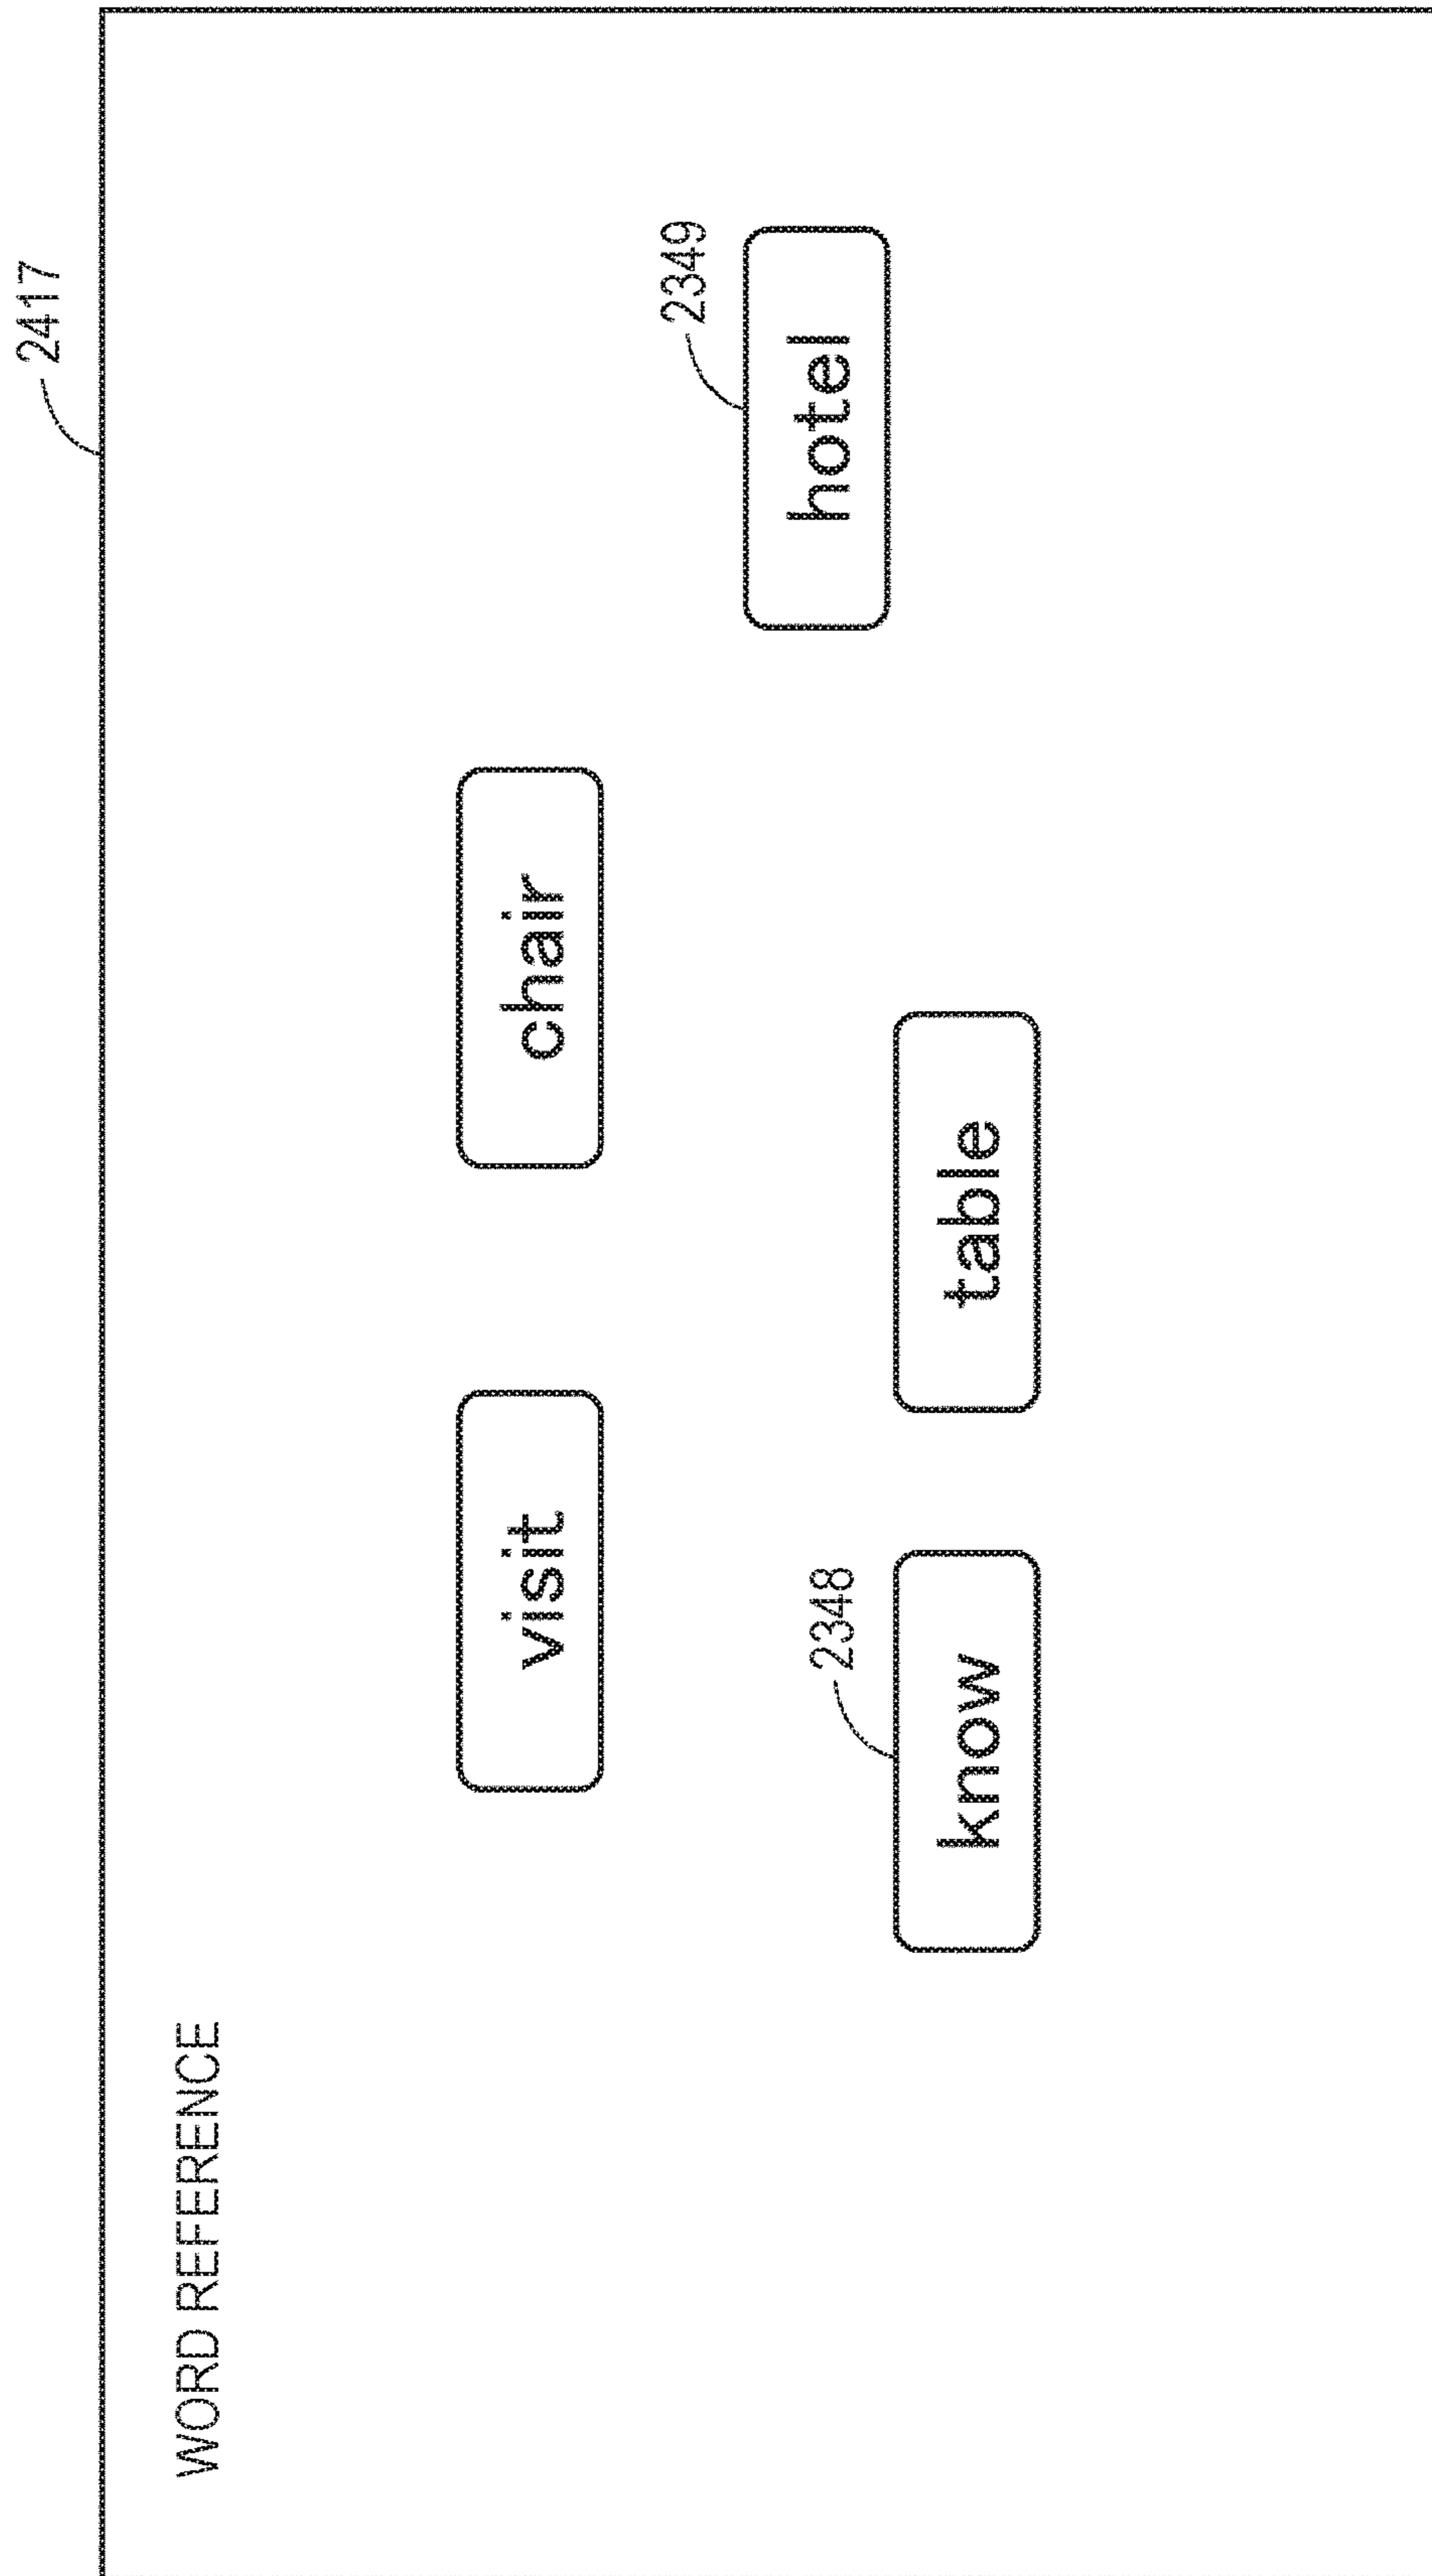 2417
WORD REFERENCE
visit
chair
2349
hotel
2348
know
table